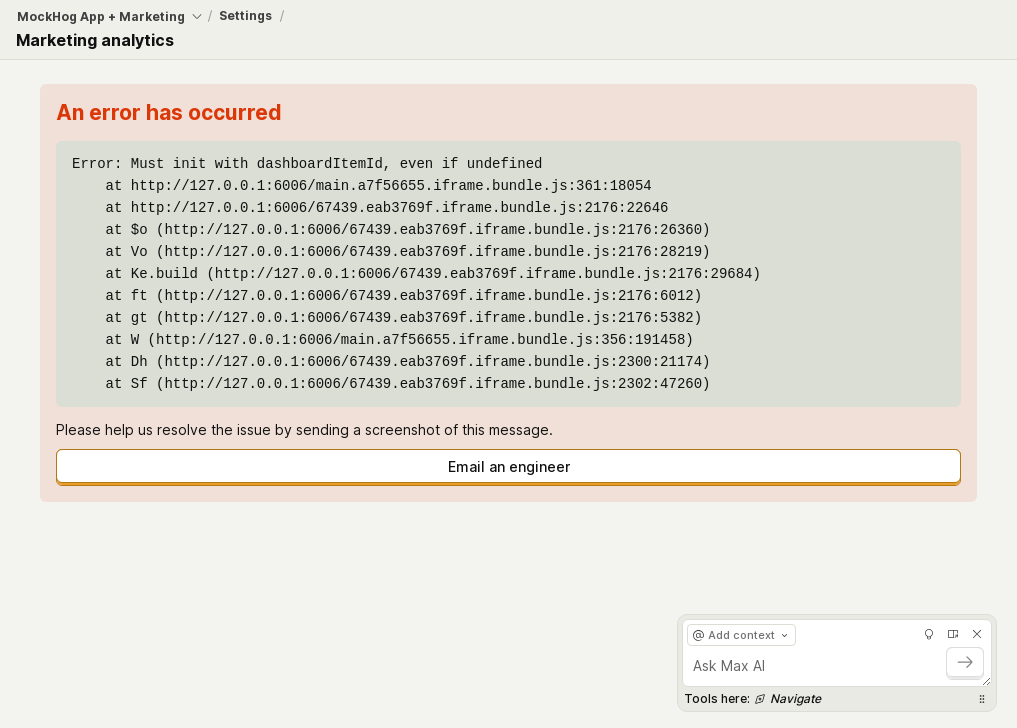 MockHog App + Marketing / Settings /
Marketing analytics
An error has occurred
Error: Must init with dashboardItemId, even if undefined
at http://127.0.0.1:6006/main.a7f56655.iframe.bundle.js:361:18054
at http://127.0.0.1:6006/67439.eab3769f.iframe.bundle.js:2176:22646
at $o (http://127.0.0.1:6006/67439.eab3769f.iframe.bundle.js:2176:26360)
at Vo (http://127.0.0.1:6006/67439.eab3769f.iframe.bundle.js:2176:28219)
at Ke.build (http://127.0.0.1:6006/67439.eab3769f.iframe.bundle.js:2176:29684)
at ft (http://127.0.0.1:6006/67439.eab3769f.iframe.bundle.js:2176:6012)
at gt (http://127.0.0.1:6006/67439.eab3769f.iframe.bundle.js:2176:5382)
at W (http://127.0.0.1:6006/main.a7f56655.iframe.bundle.js:356:191458)
at Dh (http://127.0.0.1:6006/67439.eab3769f.iframe.bundle.js:2300:21174)
at Sf (http://127.0.0.1:6006/67439.eab3769f.iframe.bundle.js:2302:47260)
Please help us resolve the issue by sending a screenshot of this message.
Email an engineer
@ Add context
Ask Max AI
Tools here: Navigate